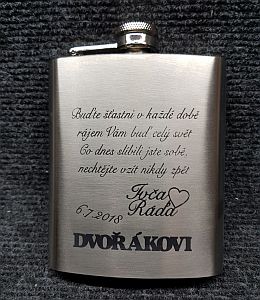 Buďte šťastni v každé době
rájem Vám buď celý svět
Co dnes slíbili jste sobě,
nechtějte vzít nikdy zpět
Ivča
Ráďa
6.7.2018
DVOŘÁKOVI